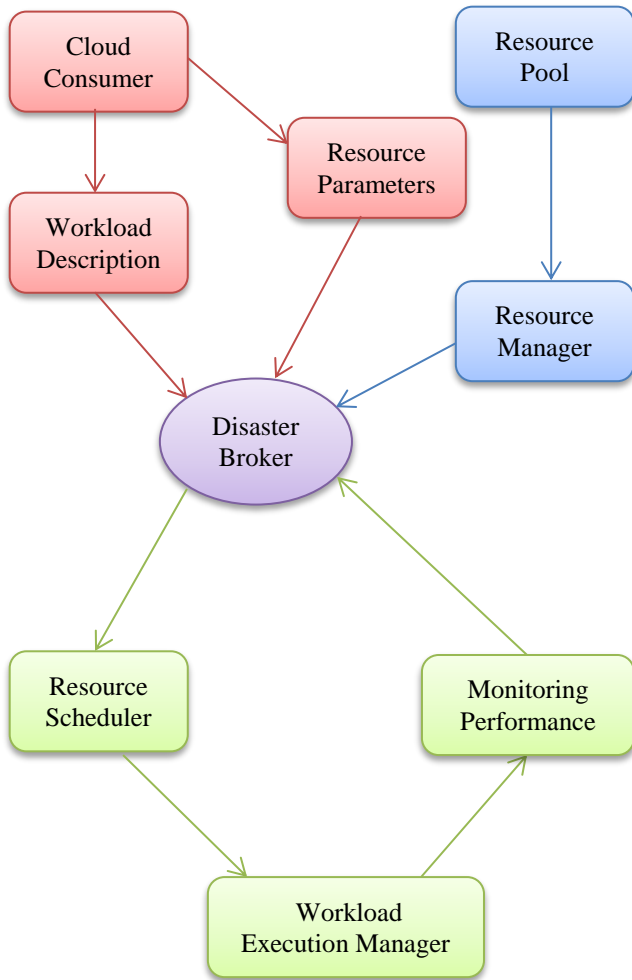 Cloud
Consumer
Resource
Pool
Resource
Parameters
Workload
Description
Resource
Manager
Disaster
Broker
Resource
Scheduler
Monitoring
Performance
Workload
Execution Manager